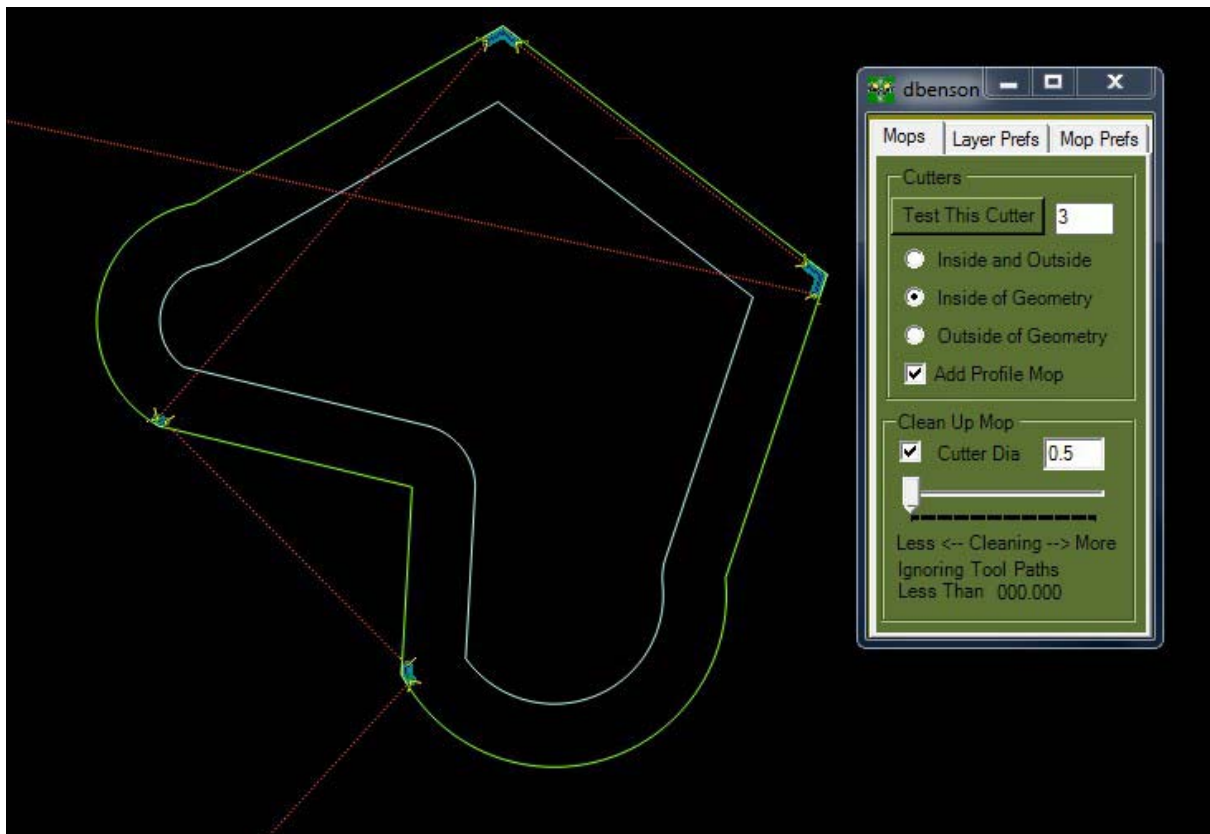 dbenson
Mops
Layer Prefs
Mop Prefs
Cutters
Test This Cutter
3
Inside and Outside
Inside of Geometry
Outside of Geometry
Add Profile Mop
Clean Up Mop
Cutter Dia
0.5
Less <-- Cleaning --> More
Ignoring Tool Paths
Less Than 000.000